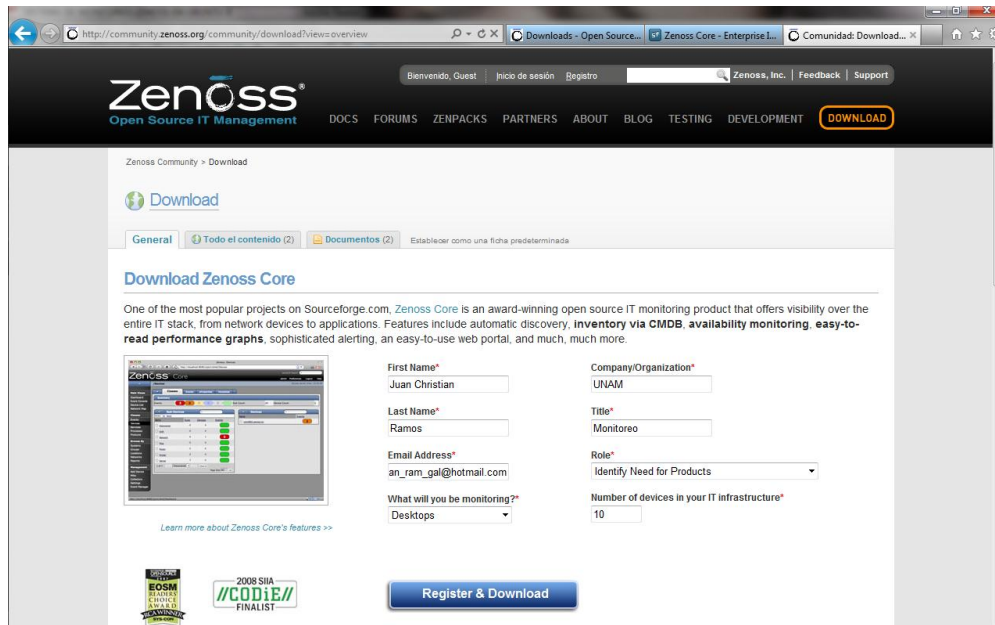 http://community.zenoss.org/community/download?view=overview
Downloads - Open Source...
Zenoss Core - Enterprise I...
Comunidad: Download...
Bienvenido, Guest
Inicio de sesión
Registro
Zenoss, Inc. | Feedback | Support
Zenoss
Open Source IT Management
DOCS FORUMS ZENPACKS PARTNERS ABOUT BLOG TESTING DEVELOPMENT DOWNLOAD
Zenoss Community > Download
Download
General
Todo el contenido (2)
Documentos (2)
Establecer como una ficha predeterminada
Download Zenoss Core
One of the most popular projects on Sourceforge.com, Zenoss Core is an award-winning open source IT monitoring product that offers visibility over the
entire IT stack, from network devices to applications. Features include automatic discovery, inventory via CMDB, availability monitoring, easy-to-
read performance graphs, sophisticated alerting, an easy-to-use web portal, and much, much more.
Zenoss Core
First Name*
Juan Christian
Company/Organization*
UNAM
Last Name*
Ramos
Title*
Monitoreo
Email Address*
an_ram_gal@hotmail.com
Role*
Identify Need for Products
What will you be monitoring?*
Desktops
Number of devices in your IT infrastructure*
10
Learn more about Zenoss Core's features >>
EOSM
READERS'
CHOICE
AWARD
2008 SIIA
//CODiE//
FINALIST
Register & Download